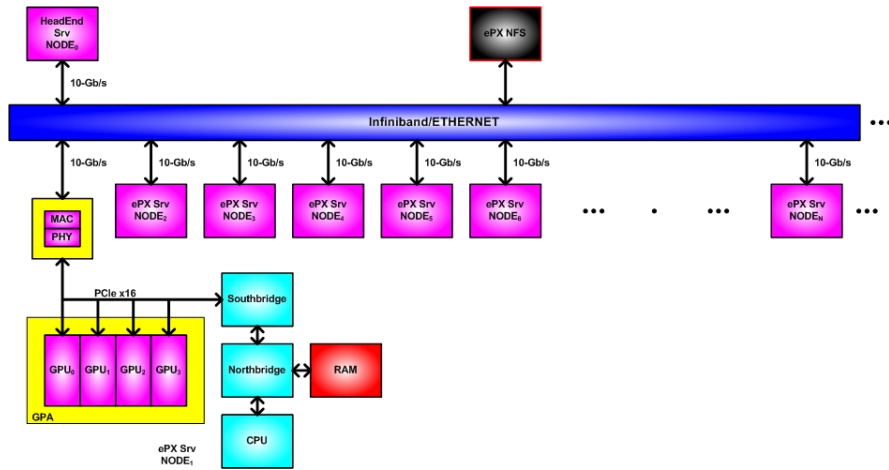 HeadEnd
Srv
NODE₀
ePX NFS
10-Gb/s
Infiniband/ETHERNET
10-Gb/s
10-Gb/s
10-Gb/s
10-Gb/s
10-Gb/s
10-Gb/s
10-Gb/s
MAC
PHY
ePX Srv
NODE₂
ePX Srv
NODE₃
ePX Srv
NODE₄
ePX Srv
NODE₅
ePX Srv
NODE₆
ePX Srv
NODE_N
PCIe x16
Southbridge
GPU₀
GPU₁
GPU₂
GPU₃
Northbridge
RAM
GPA
CPU
ePX Srv
NODE₁